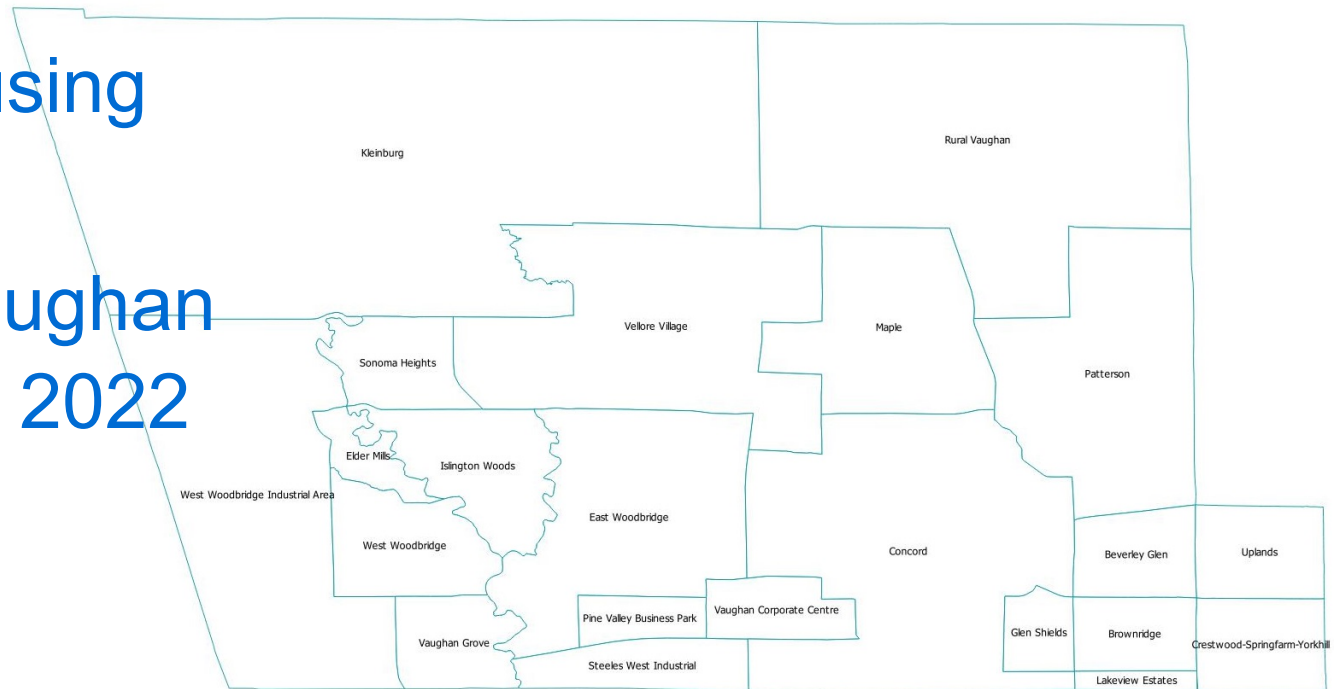 Kleinburg
Rural Vaughan
2022
Vellore Village
Maple
Sonoma Heights
Patterson
Elder Mills
Islington Woods
West Woodbridge Industrial Area
East Woodbridge
West Woodbridge
Concord
Beverley Glen
Uplands
Pine Valley Business Park
Vaughan Corporate Centre
Vaughan Grove
Glen Shields
Brownridge
Crestwood-Springfarm-Yorkhill
Steeles West Industrial
Lakeview Estates